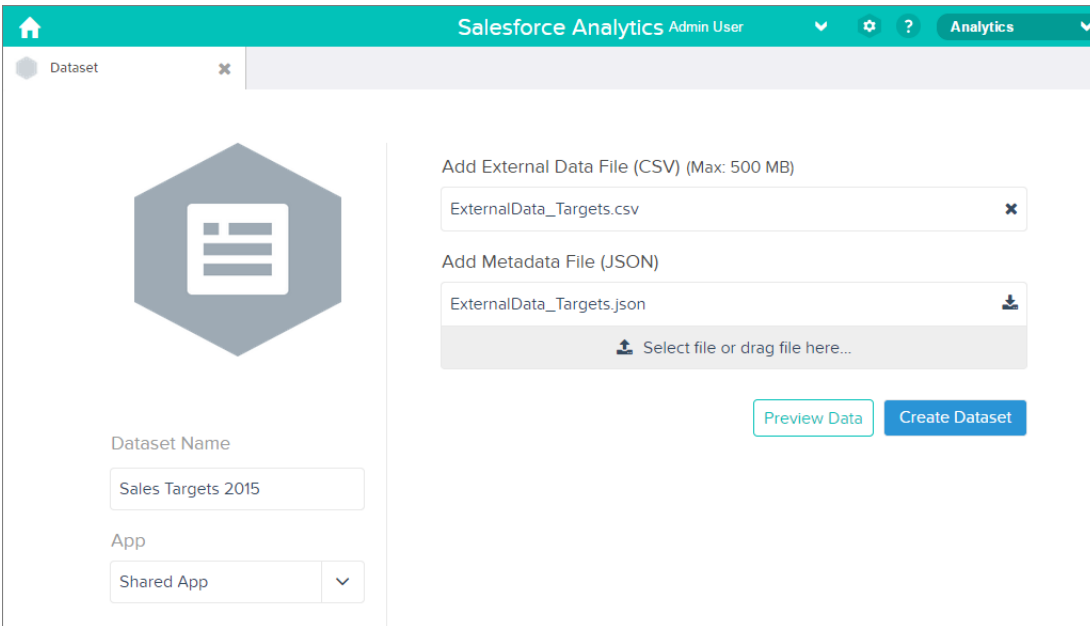 Salesforce Analytics Admin User ? Analytics
Dataset
Add External Data File (CSV) (Max: 500 MB)
ExternalData_Targets.csv
Add Metadata File (JSON)
ExternalData_Targets.json
Select file or drag file here...
Preview Data Create Dataset
Dataset Name
Sales Targets 2015
App
Shared App